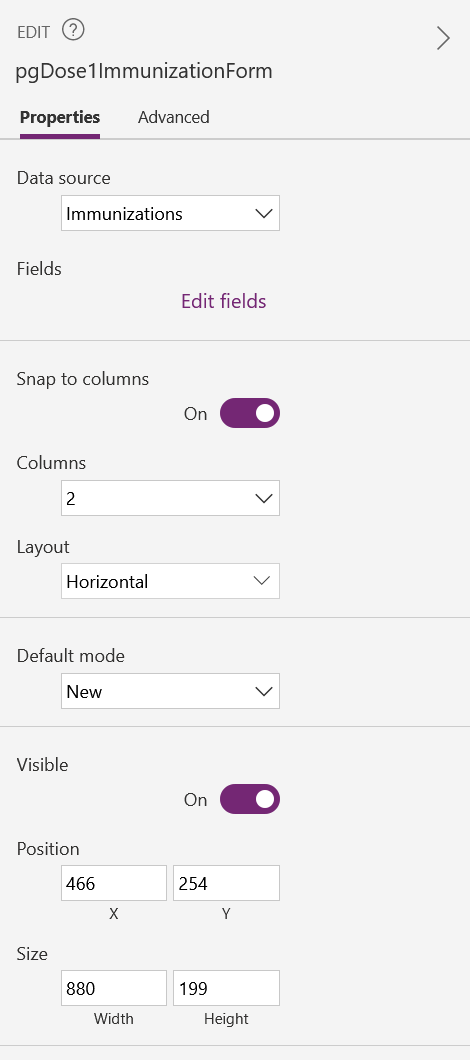 EDIT ?
pgDose1ImmunizationForm
Properties Advanced
Data source
Immunizations
Fields
Edit fields
Snap to columns
On
Columns
2
Layout
Horizontal
Default mode
New
Visible
On
Position
466 254
X Y
Size
880 199
Width Height